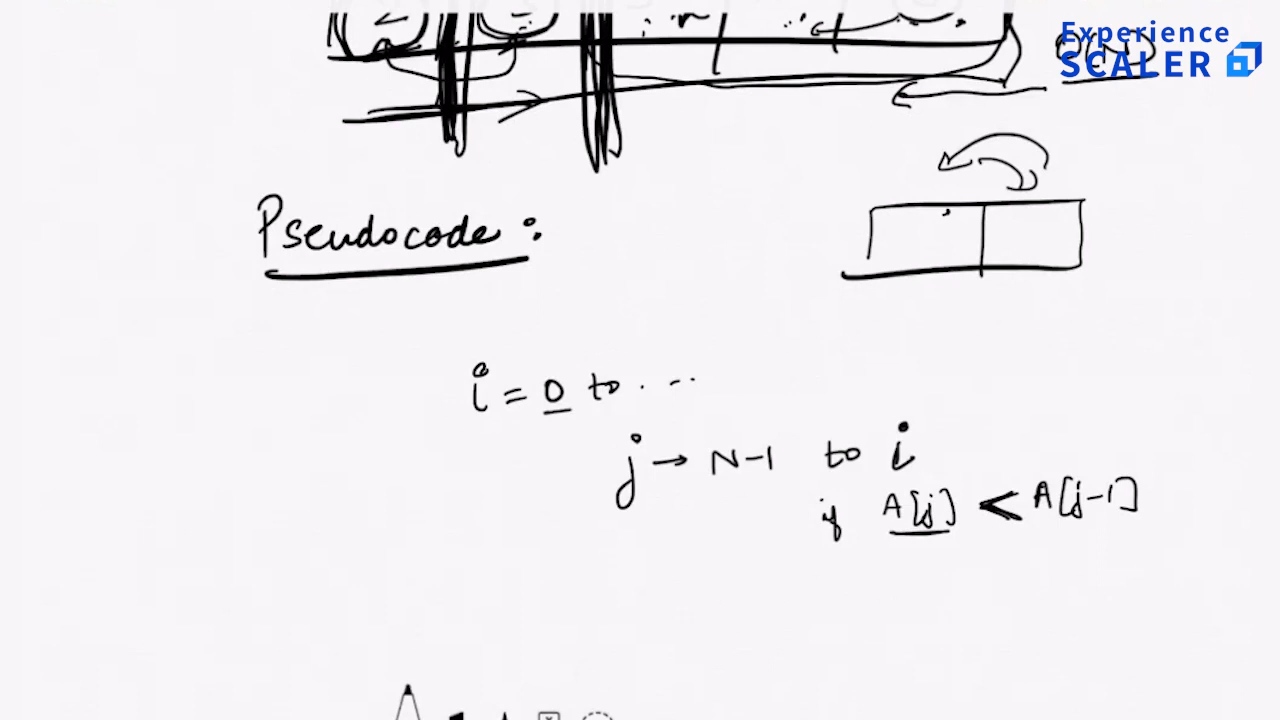 Experience
SCALER
Pseudocode :
i = 0 to . . . .
j → N-1 to i
if A[j] < A[j-1]